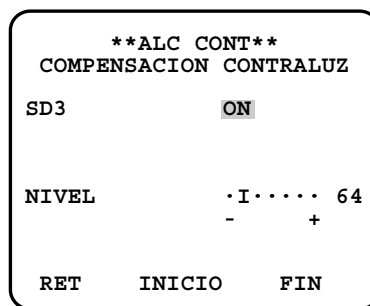 **ALC CONT**
COMPENSACION CONTRALUZ
SD3 ON
NIVEL ·I····· 64
- +
RET INICIO FIN